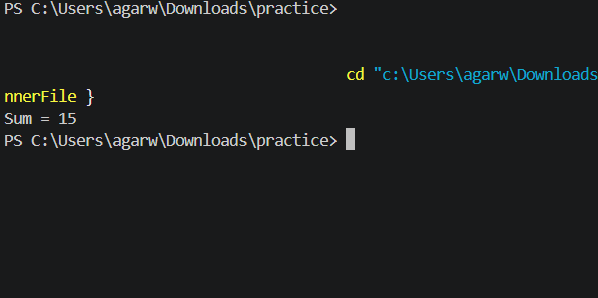 PS C:\Users\agarw\Downloads\practice>
cd "c:\Users\agarw\Downloads
nnerFile }
Sum = 15
PS C:\Users\agarw\Downloads\practice>